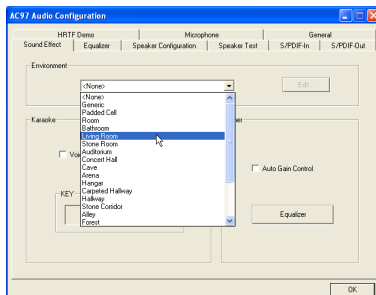 AC97 Audio Configuration
HRTF Demo Microphone General
Sound Effect Equalizer Speaker Configuration Speaker Test S/PDIF-In S/PDIF-Out
Environment
<None>
Edit..
<None>
Generic
Padded Cell
Room
Bathroom
Living Room
Stone Room
Auditorium
Concert Hall
Cave
Arena
Hangar
Carpeted Hallway
Hallway
Stone Corridor
Alley
Forest
Karaoke
KEY
Auto Gain Control
Equalizer
OK